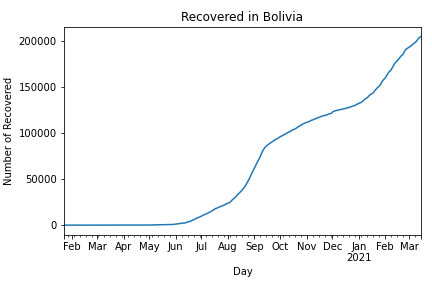 Recovered in Bolivia
Number of Recovered
200000
150000
100000
50000
0
Feb Mar Apr May Jun Jul Aug Sep Oct Nov Dec Jan Feb Mar
2021
Day